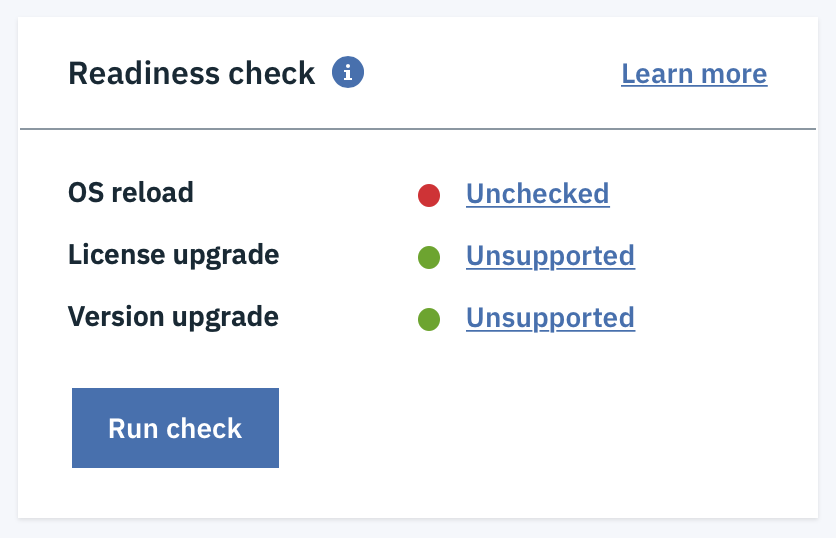 Readiness check
Learn more
OS reload
Unchecked
License upgrade
Unsupported
Version upgrade
Unsupported
Run check